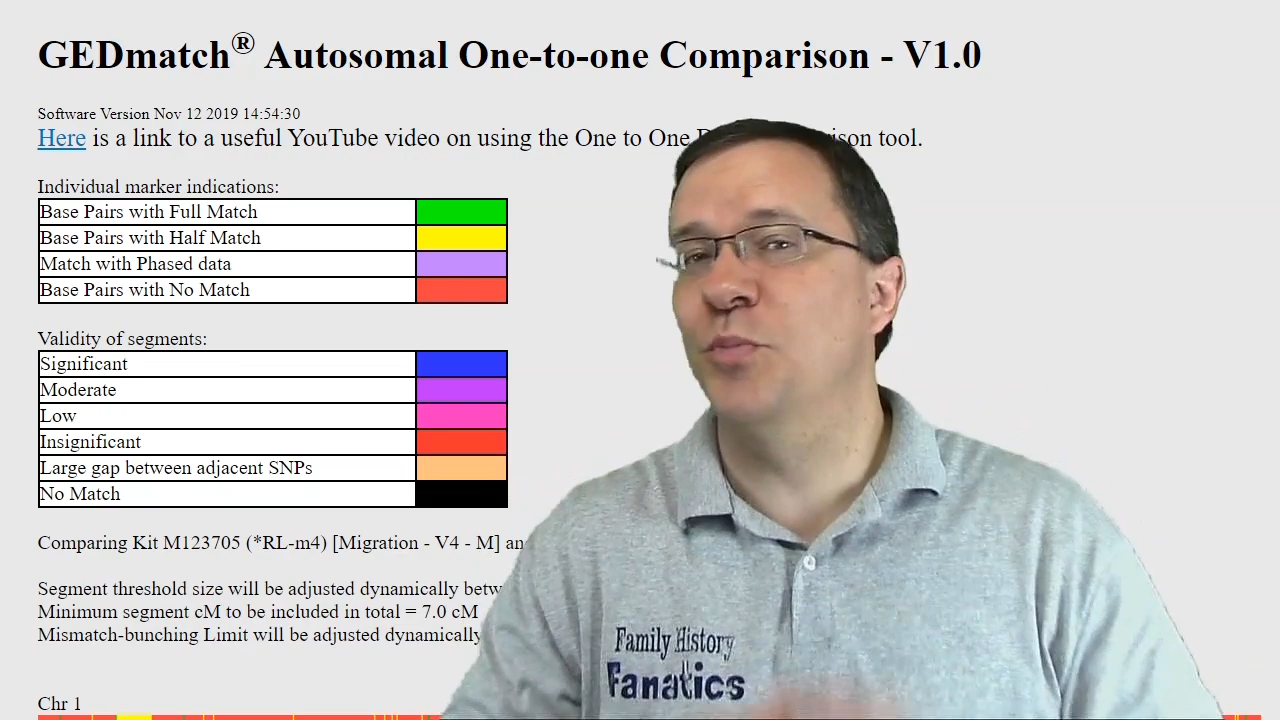 GEDmatch® Autosomal One-to-one Comparison - V1.0
Software Version Nov 12 2019 14:54:30
Here is a link to a useful YouTube video on using the One to One tool.
Individual marker indications:
Base Pairs with Full Match
Base Pairs with Half Match
Match with Phased data
Base Pairs with No Match
Validity of segments:
Significant
Moderate
Low
Insignificant
Large gap between adjacent SNPs
No Match
Comparing Kit M123705 (*RL-m4) [Migration - V4 - M]
Segment threshold size will be adjusted dynamically
Minimum segment cM to be included in total = 7.0 cM
Mismatch-bunching Limit will be adjusted dynamically
Family History
Fanatics
Chr 1